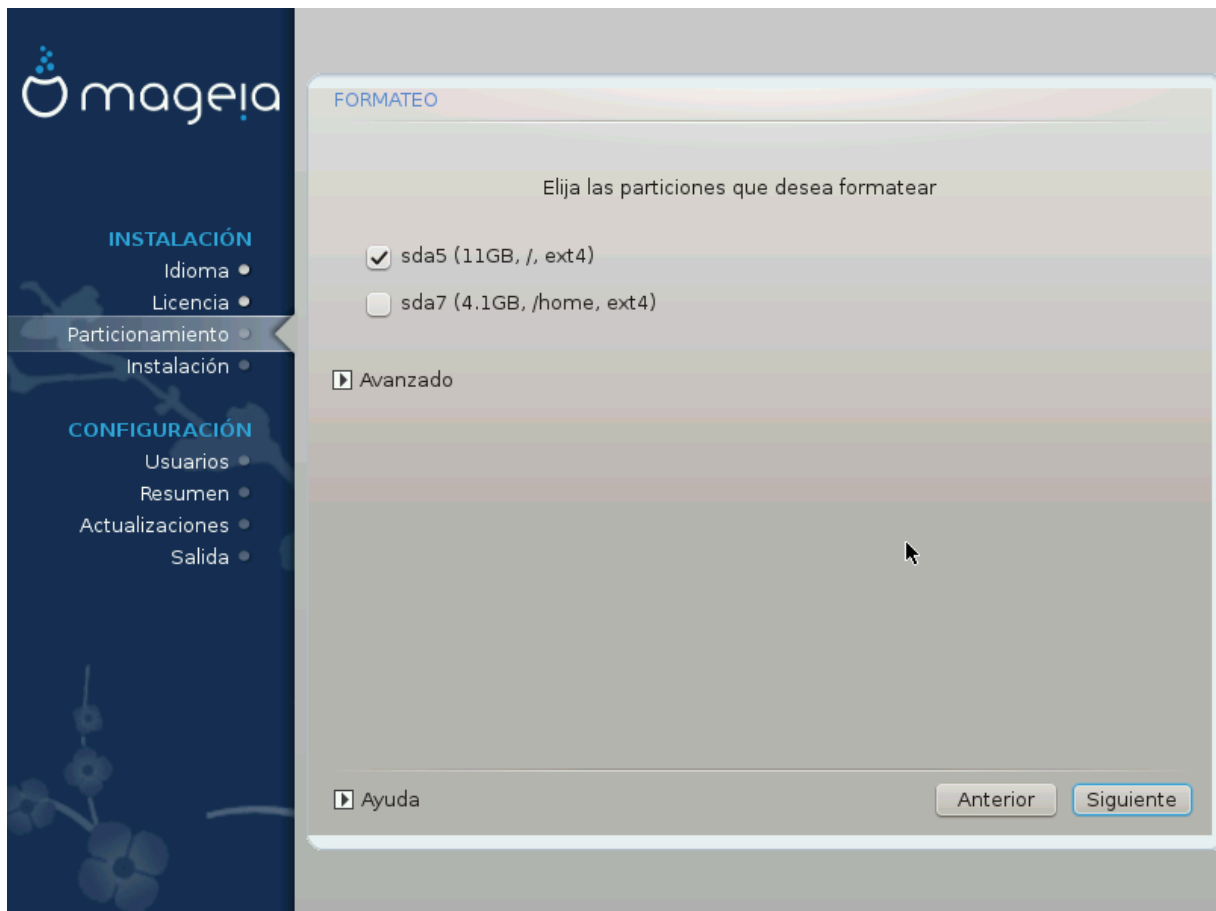 mageia
INSTALACIÓN
Idioma
Licencia
Particionamiento
Instalación
CONFIGURACIÓN
Usuarios
Resumen
Actualizaciones
Salida
FORMATEO
Elija las particiones que desea formatear
sda5 (11GB, /, ext4)
sda7 (4.1GB, /home, ext4)
Avanzado
Ayuda
Anterior
Siguiente